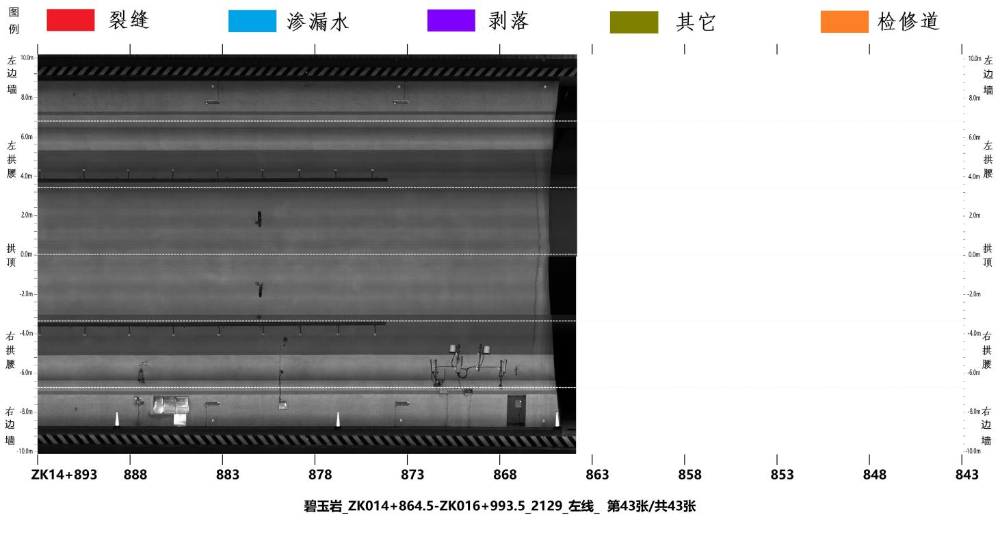 图例 裂缝 渗漏水 剥落 其它 检修道
左边墙 10.0m 10.0m 左边墙
8.0m 8.0m
左拱腰 6.0m 6.0m 左拱腰
4.0m 4.0m
2.0m 2.0m
拱顶 0.0m 0.0m 拱顶
-2.0m -2.0m
右拱腰 -4.0m -4.0m 右拱腰
-6.0m -6.0m
右边墙 -8.0m -8.0m 右边墙
-10.0m -10.0m
ZK14+893 888 883 878 873 868 863 858 853 848 843
碧玉岩_ZK014+864.5-ZK016+993.5_2129_左线_ 第43张/共43张